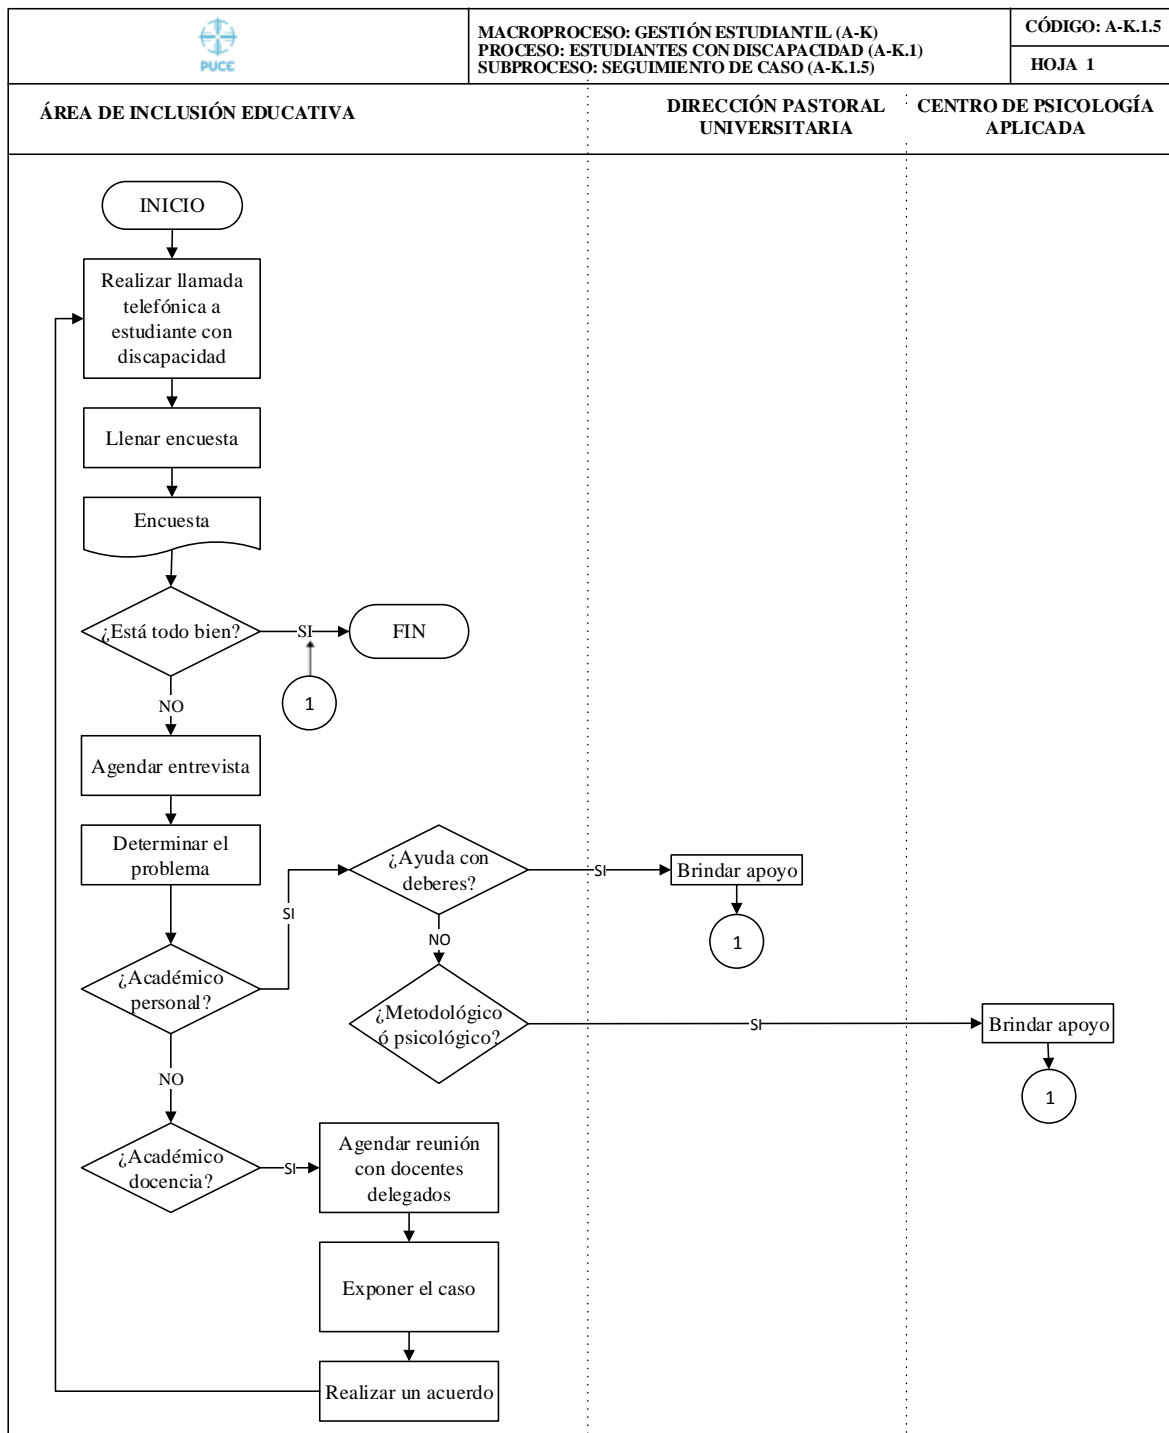 PUCE
MACROPROCESO: GESTIÓN ESTUDIANTIL (A-K)
PROCESO: ESTUDIANTES CON DISCAPACIDAD (A-K.1)
SUBPROCESO: SEGUIMIENTO DE CASO (A-K.1.5)
CÓDIGO: A-K.1.5
HOJA 1
ÁREA DE INCLUSIÓN EDUCATIVA
DIRECCIÓN PASTORAL
UNIVERSITARIA
CENTRO DE PSICOLOGÍA
APLICADA
INICIO
Realizar llamada
telefónica a
estudiante con
discapacidad
Llenar encuesta
Encuesta
¿Está todo bien?
SI
FIN
1
NO
Agendar entrevista
Determinar el
problema
¿Ayuda con
deberes?
SI
Brindar apoyo
1
SI
NO
¿Académico
personal?
¿Metodológico
ó psicológico?
SI
Brindar apoyo
1
NO
¿Académico
docencia?
SI
Agendar reunión
con docentes
delegados
Exponer el caso
Realizar un acuerdo